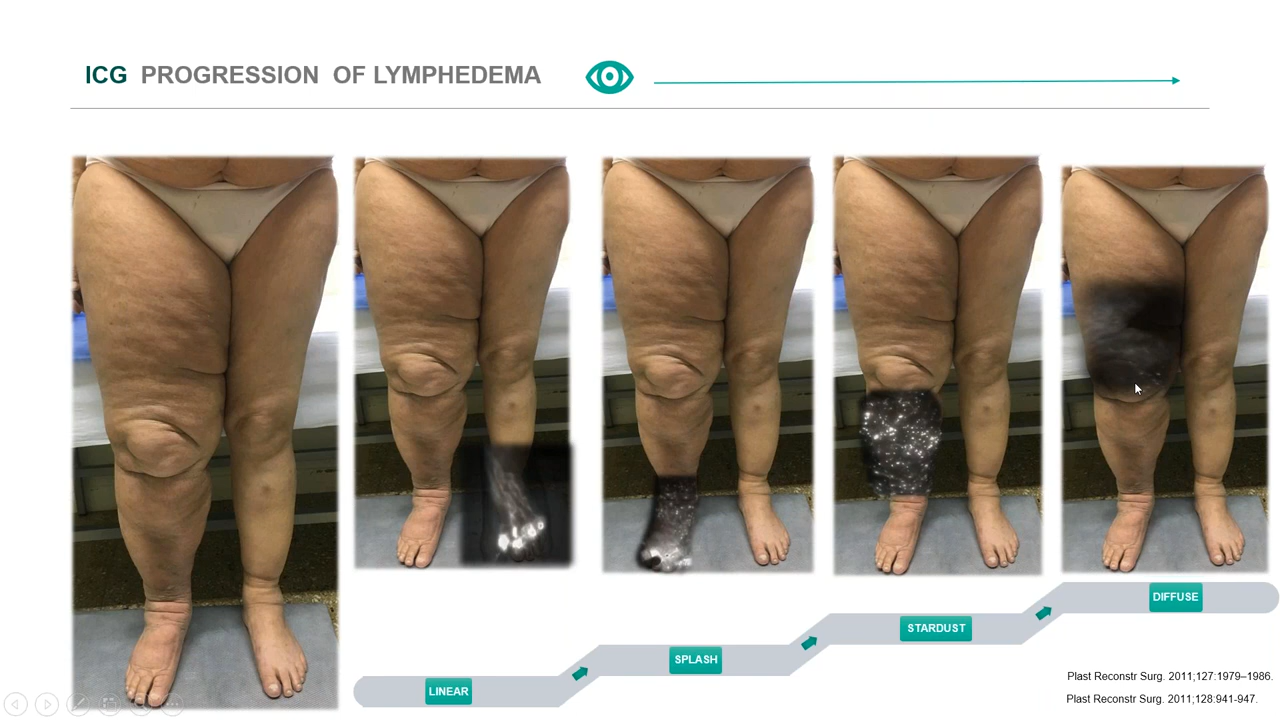 ICG PROGRESSION OF LYMPHEDEMA
LINEAR
SPLASH
STARDUST
DIFFUSE
Plast Reconstr Surg. 2011;127:1979–1986.
Plast Reconstr Surg. 2011;128:941-947.